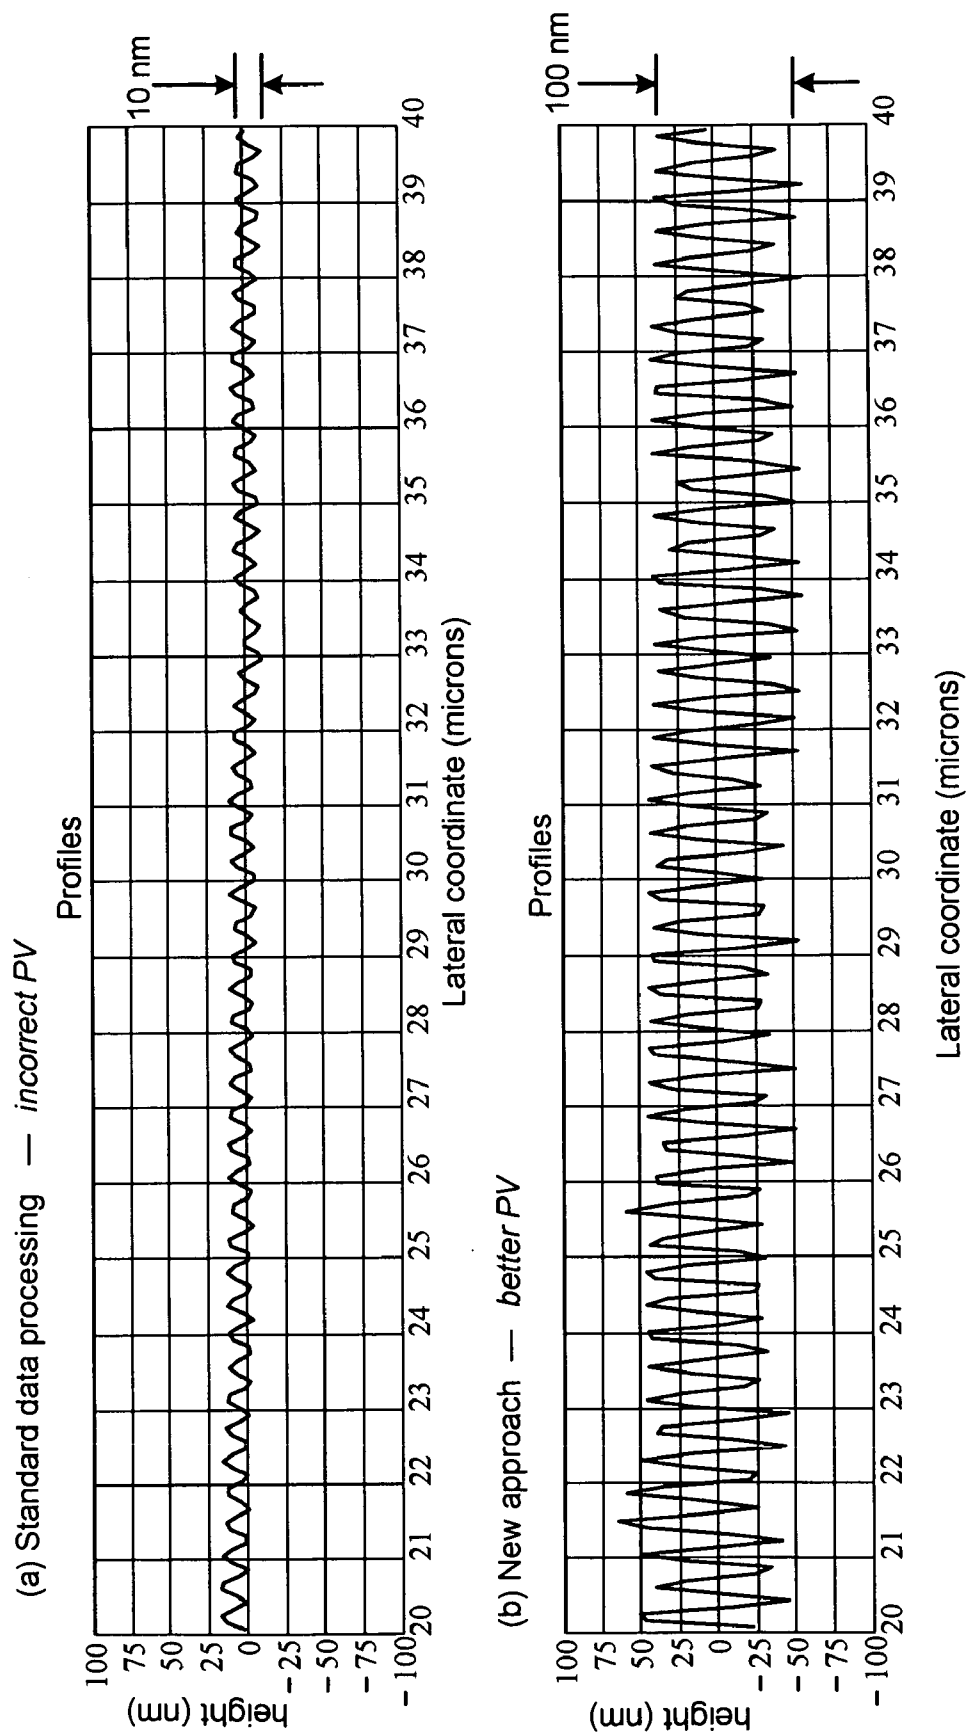 (a) Standard data processing — incorrect PV
Profiles
10 nm
height (nm)
100
75
50
25
0
− 25
− 50
− 75
− 100
20 21 22 23 24 25 26 27 28 29 30 31 32 33 34 35 36 37 38 39 40
Lateral coordinate (microns)
(b) New approach — better PV
Profiles
100 nm
height (nm)
100
75
50
25
0
− 25
− 50
− 75
− 100
20 21 22 23 24 25 26 27 28 29 30 31 32 33 34 35 36 37 38 39 40
Lateral coordinate (microns)